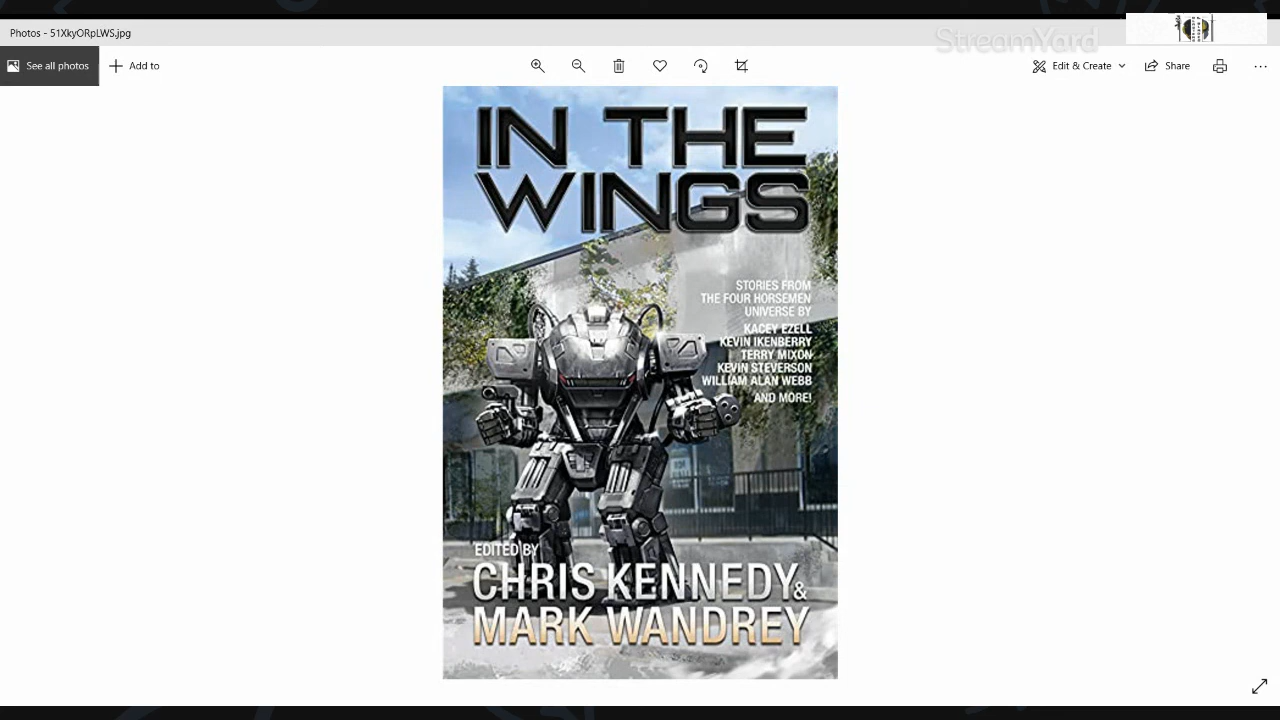 Photos - 51XkyORpLWS.jpg
StreamYard
See all photos
Add to
Edit & Create
Share
IN THE
WINGS
STORIES FROM
THE FOUR HORSEMEN
UNIVERSE BY
KACEY EZELL
KEVIN IKENBERRY
TERRY MIXON
KEVIN STEVERSON
WILLIAM ALAN WEBB
AND MORE!
EDITED BY
CHRIS KENNEDY &
MARK WANDREY